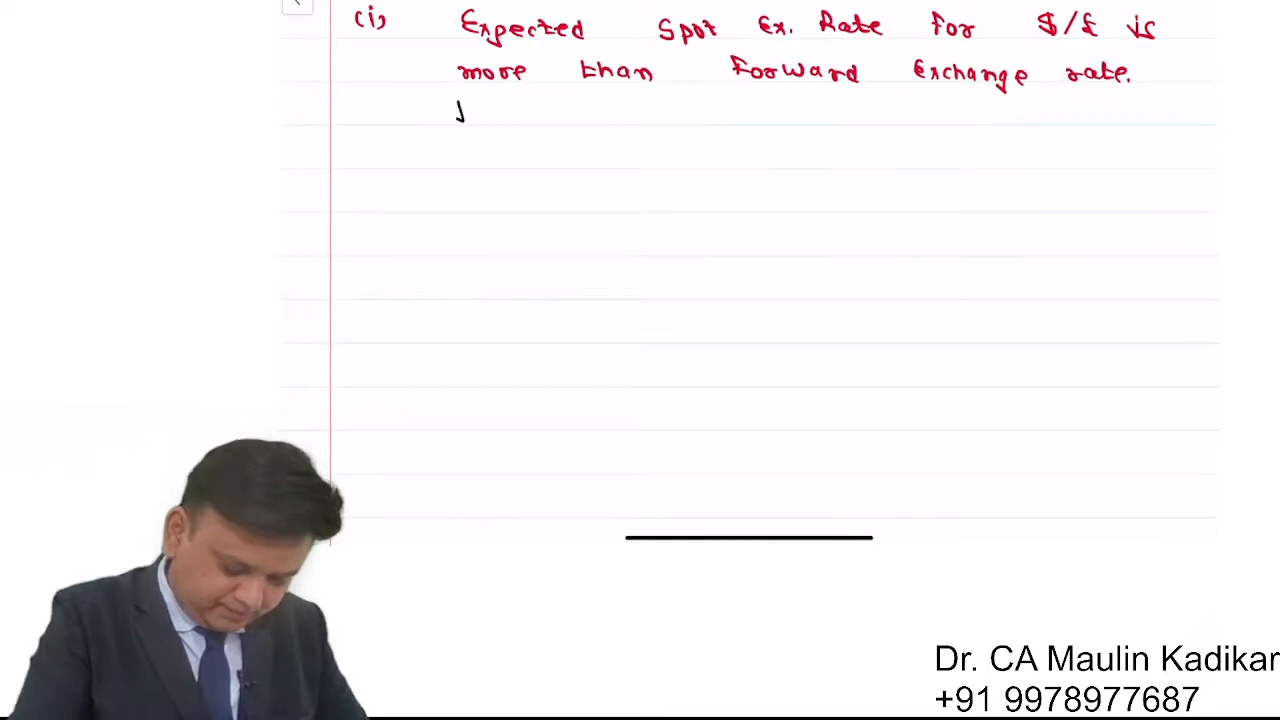 (i) Expected Spot Ex. Rate For $/£ is
more than Forward Exchange rate.
Dr. CA Maulin Kadikar
+91 9978977687